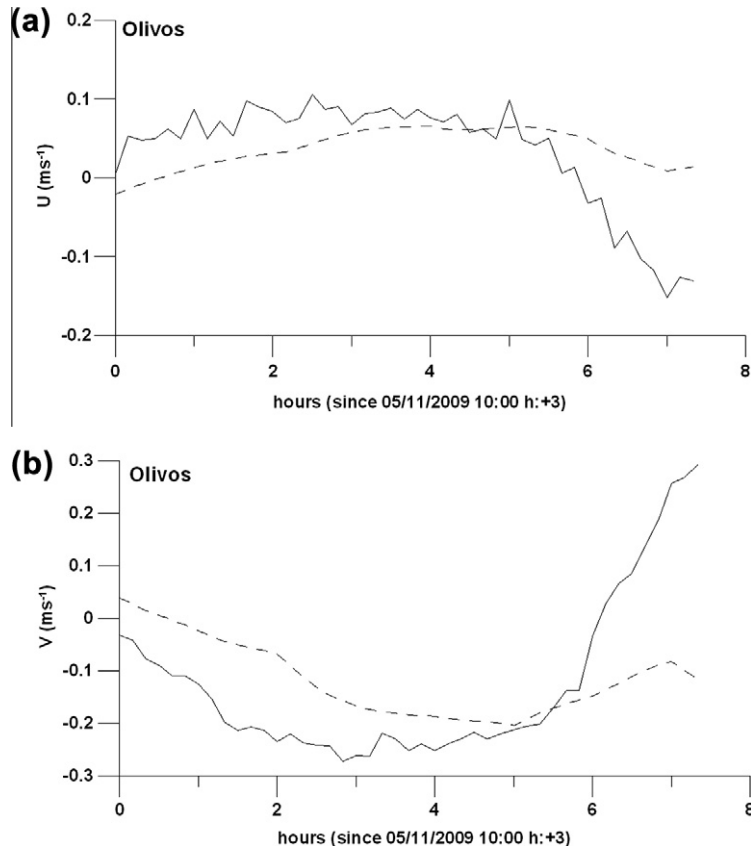 (a)
Olivos
0.2
0.1
0
-0.1
-0.2
U (ms-1)
0 2 4 6 8
hours (since 05/11/2009 10:00 h:+3)
(b)
Olivos
0.3
0.2
0.1
0
-0.1
-0.2
-0.3
V (ms-1)
0 2 4 6 8
hours (since 05/11/2009 10:00 h:+3)